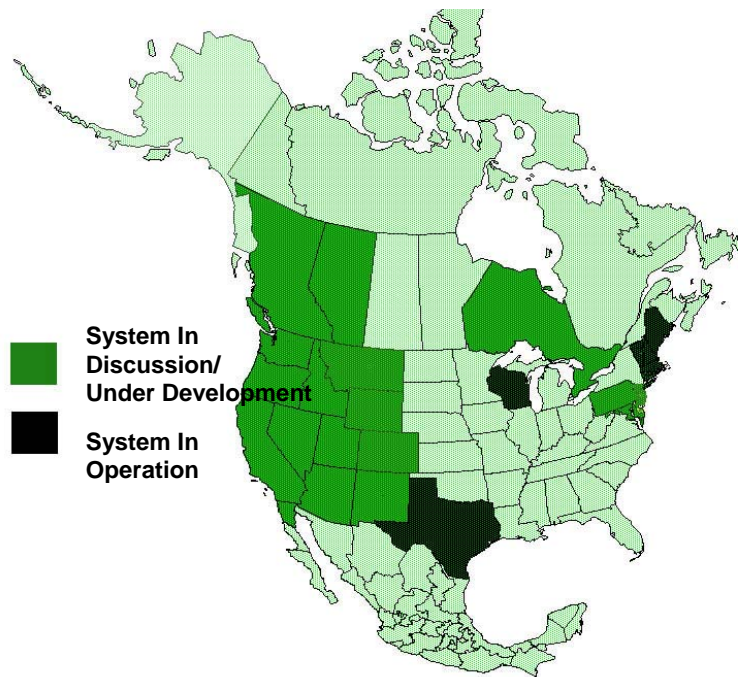 System In
Discussion/
Under Development
System In
Operation